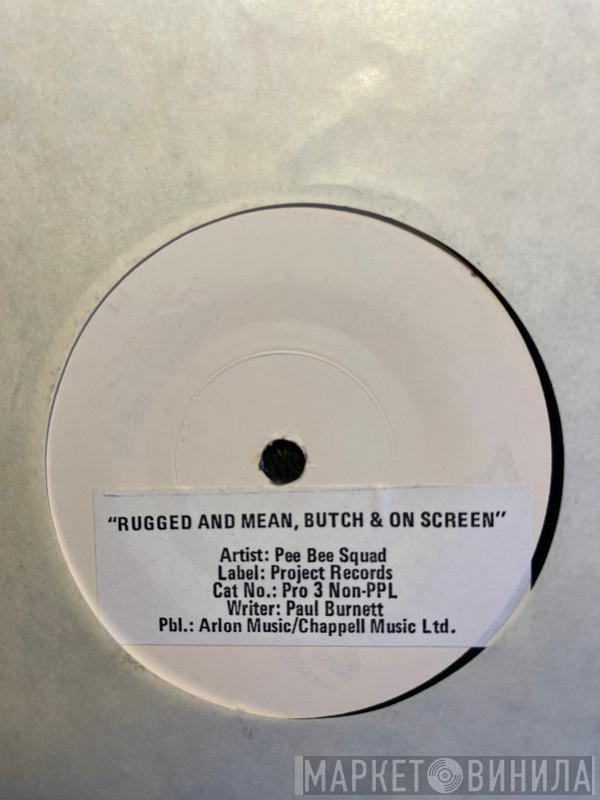 "RUGGED AND MEAN, BUTCH & ON SCREEN"
Artist: Pee Bee Squad
Label: Project Records
Cat No.: Pro 3 Non-PPL
Writer: Paul Burnett
Pbl.: Arlon Music/Chappell Music Ltd.
МАРКЕТ ВИНИЛА